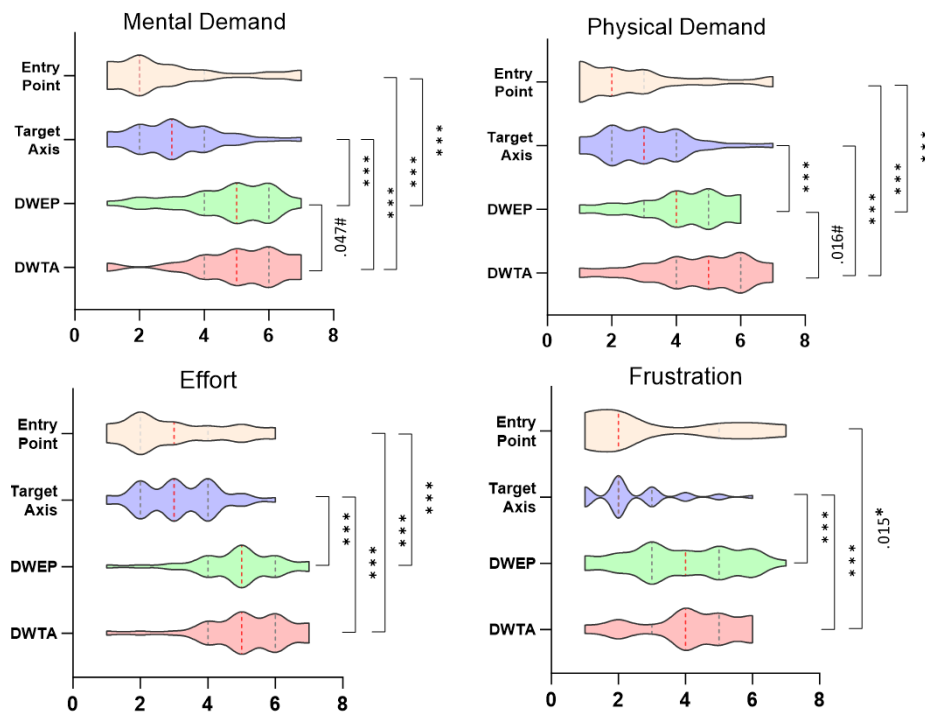 Mental Demand
Entry
Point
Target
Axis
DWEP
DWTA
0 2 4 6 8
.047#
***
***
***
***
***
Physical Demand
Entry
Point
Target
Axis
DWEP
DWTA
0 2 4 6 8
***
.016#
***
***
***
***
Effort
Entry
Point
Target
Axis
DWEP
DWTA
0 2 4 6 8
***
***
***
***
***
Frustration
Entry
Point
Target
Axis
DWEP
DWTA
0 2 4 6 8
***
***
.015*